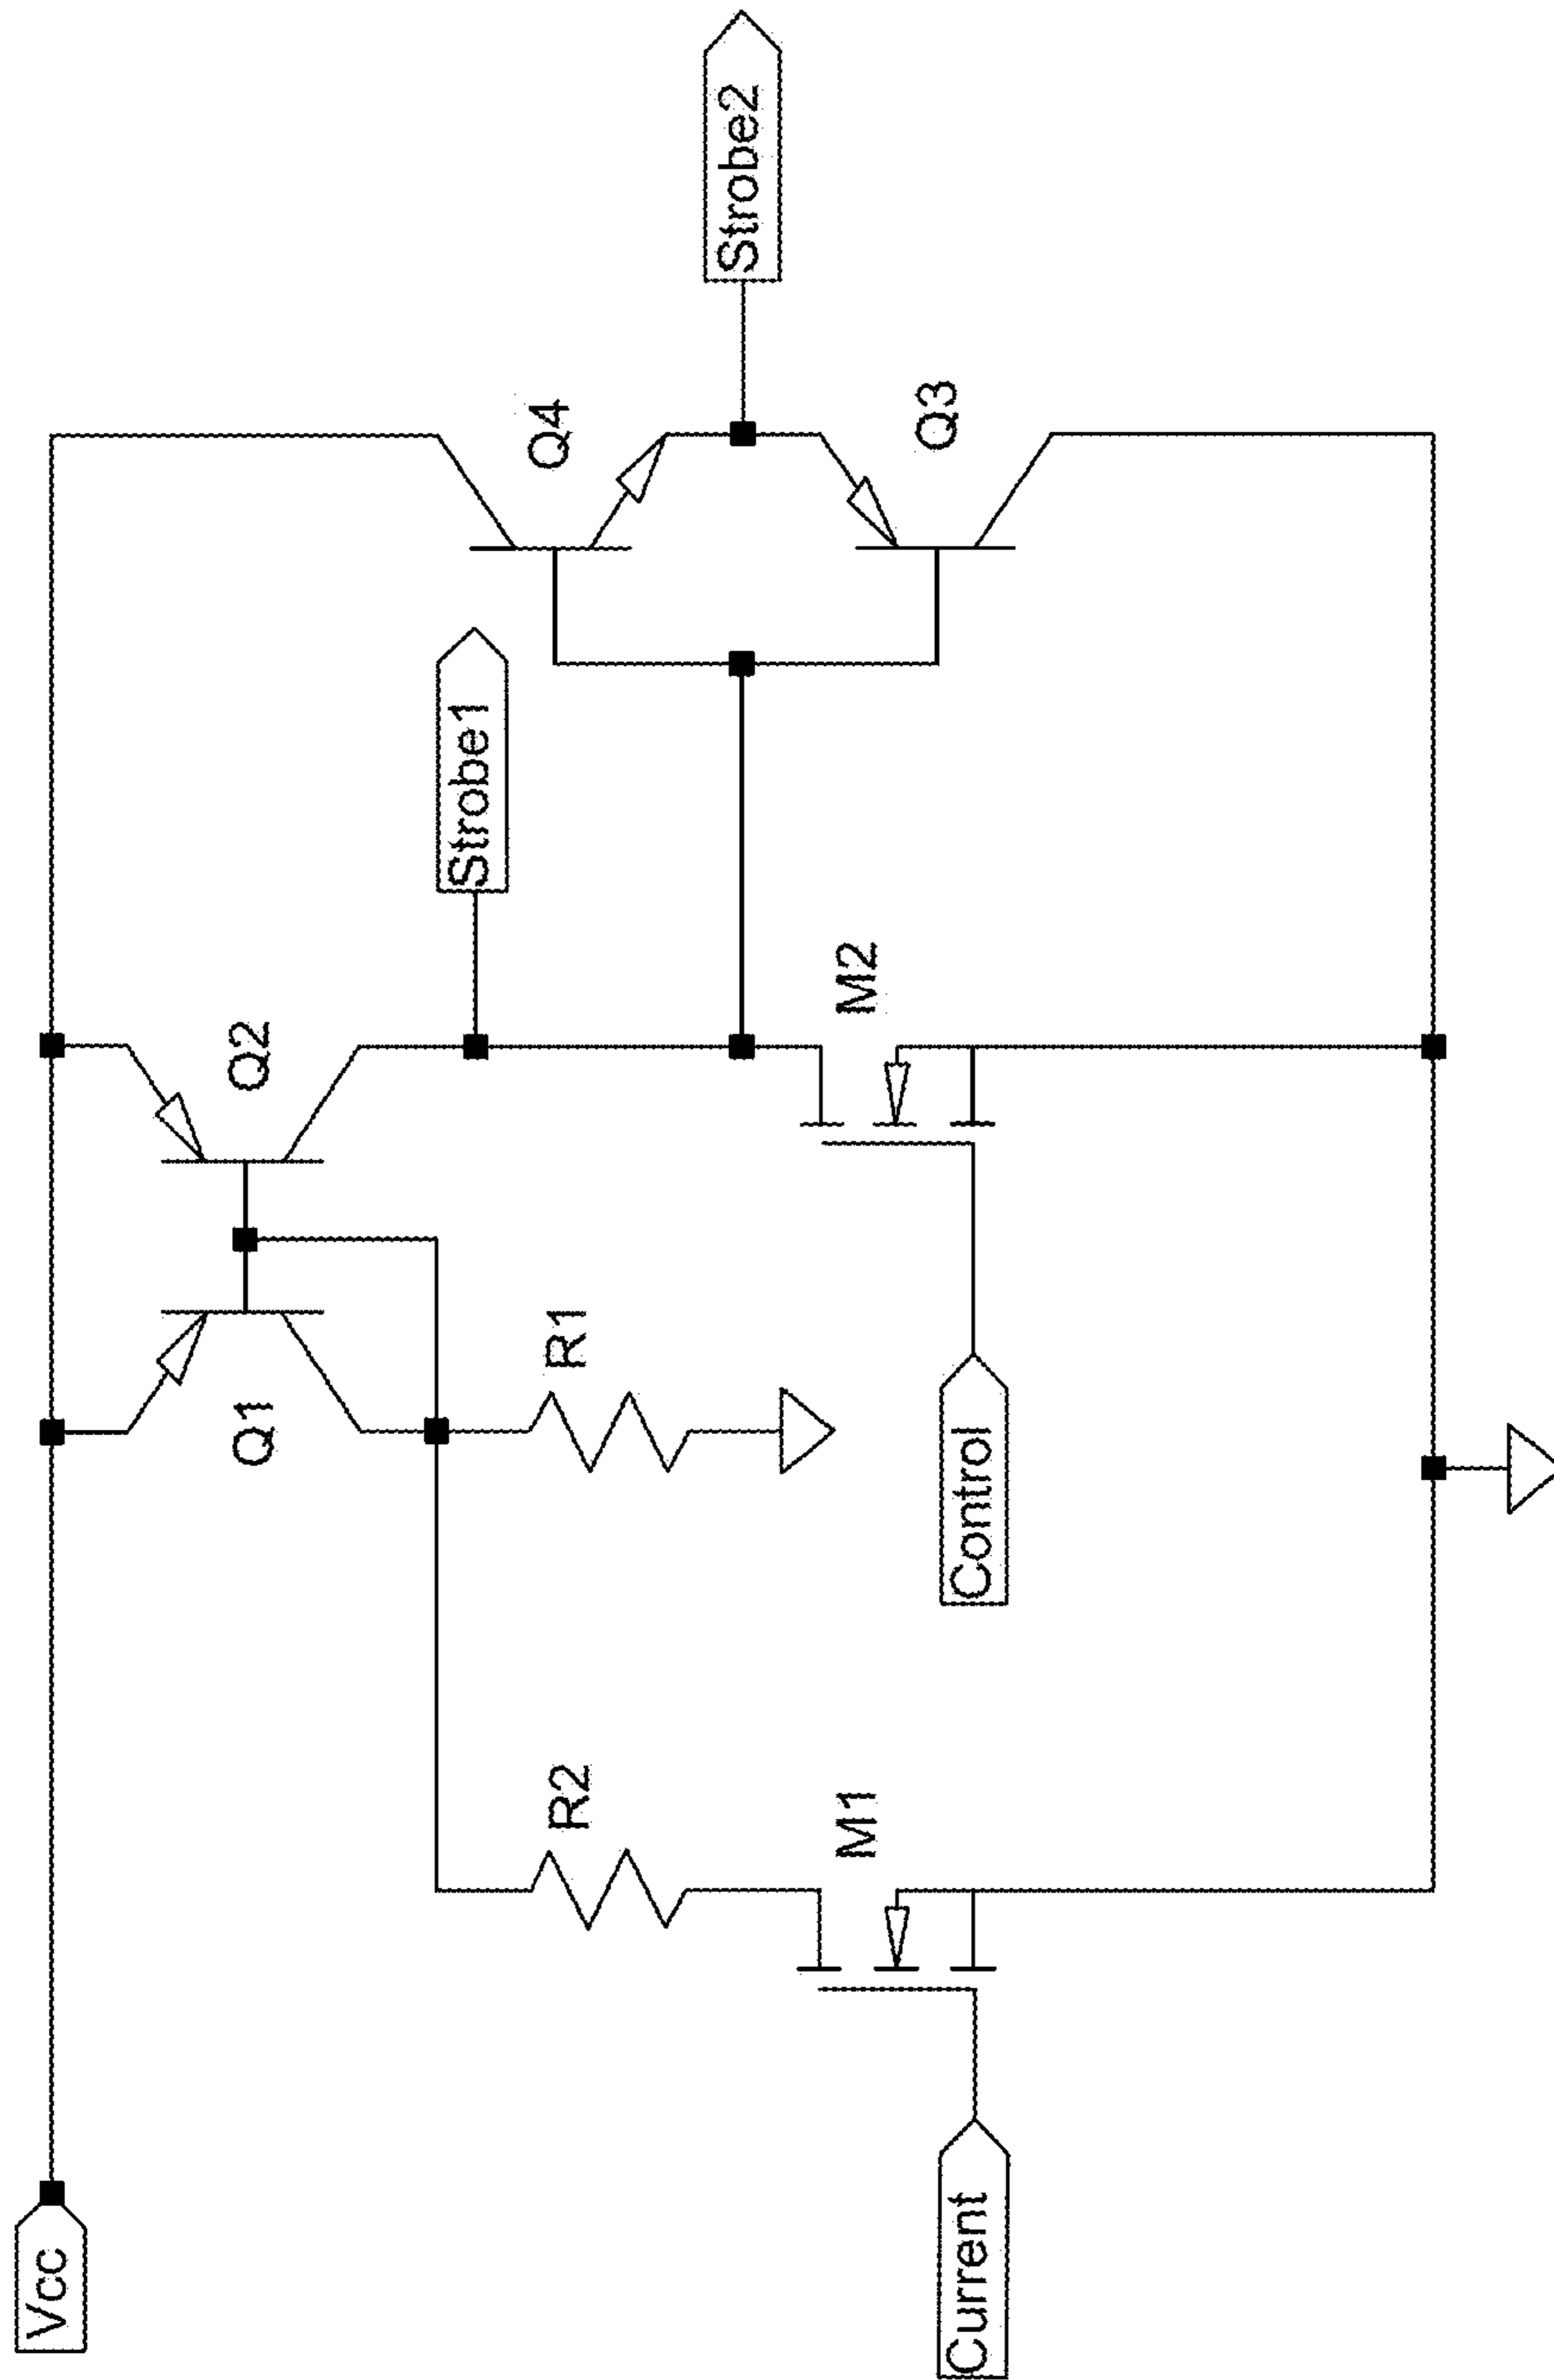 Vcc
Q1
Q2
Q4
Strobe1
Strobe2
R2
R1
M1
M2
Q3
Current
Control